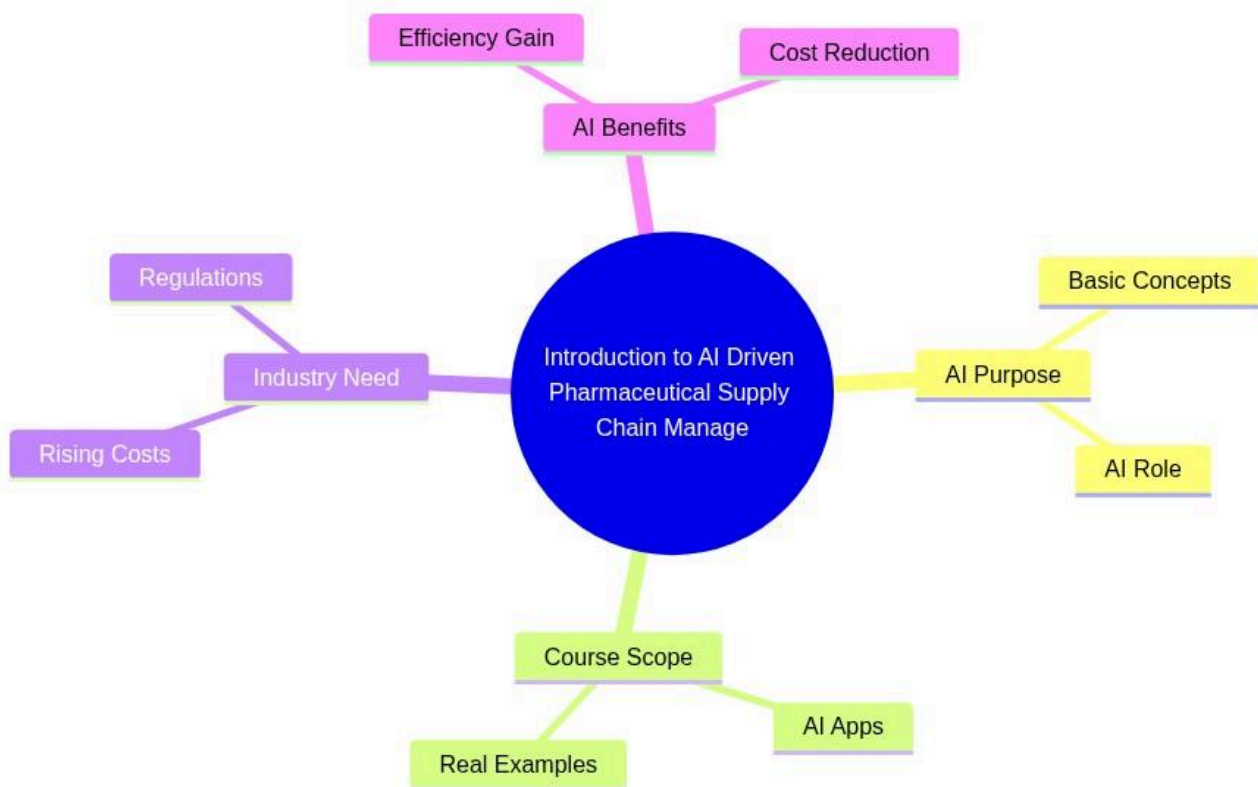 Efficiency Gain
Cost Reduction
AI Benefits
Regulations
Basic Concepts
Industry Need
Introduction to AI Driven
Pharmaceutical Supply
Chain Manage
AI Purpose
Rising Costs
AI Role
Course Scope
AI Apps
Real Examples